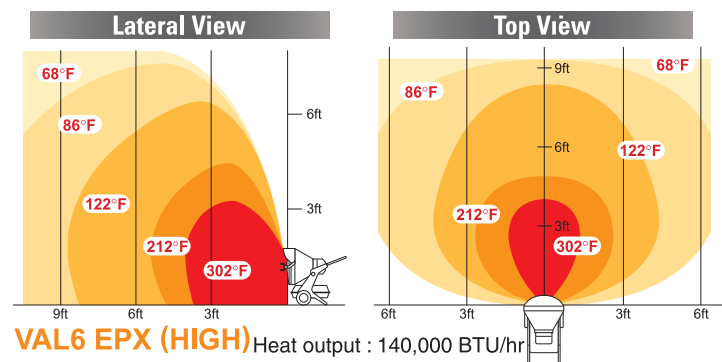 Lateral View
68°F
86°F
122°F
212°F
302°F
6ft
3ft
9ft 6ft 3ft
Top View
9ft
68°F
86°F
6ft
122°F
212°F
3ft
302°F
6ft 3ft 3ft 6ft
VAL6 EPX (HIGH) Heat output : 140,000 BTU/hr